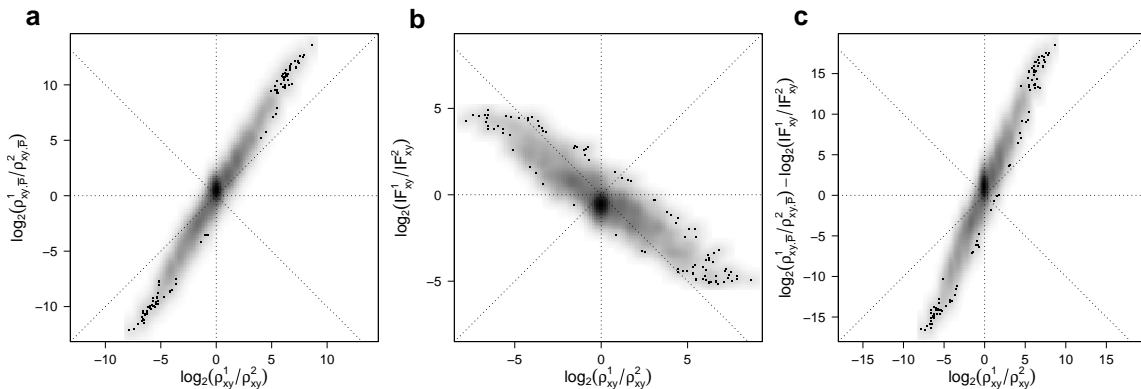 a
log₂(ρ¹xy,P̅/ρ²xy,P̅)
10
5
0
−5
−10
−10 −5 0 5 10
log₂(ρ¹xy/ρ²xy)
b
log₂(IF¹xy/IF²xy)
5
0
−5
−5 0 5
log₂(ρ¹xy/ρ²xy)
c
log₂(ρ¹xy,P̅/ρ²xy,P̅) − log₂(IF¹xy/IF²xy)
15
10
5
0
−5
−10
−15
−15 −10 −5 0 5 10 15
log₂(ρ¹xy/ρ²xy)